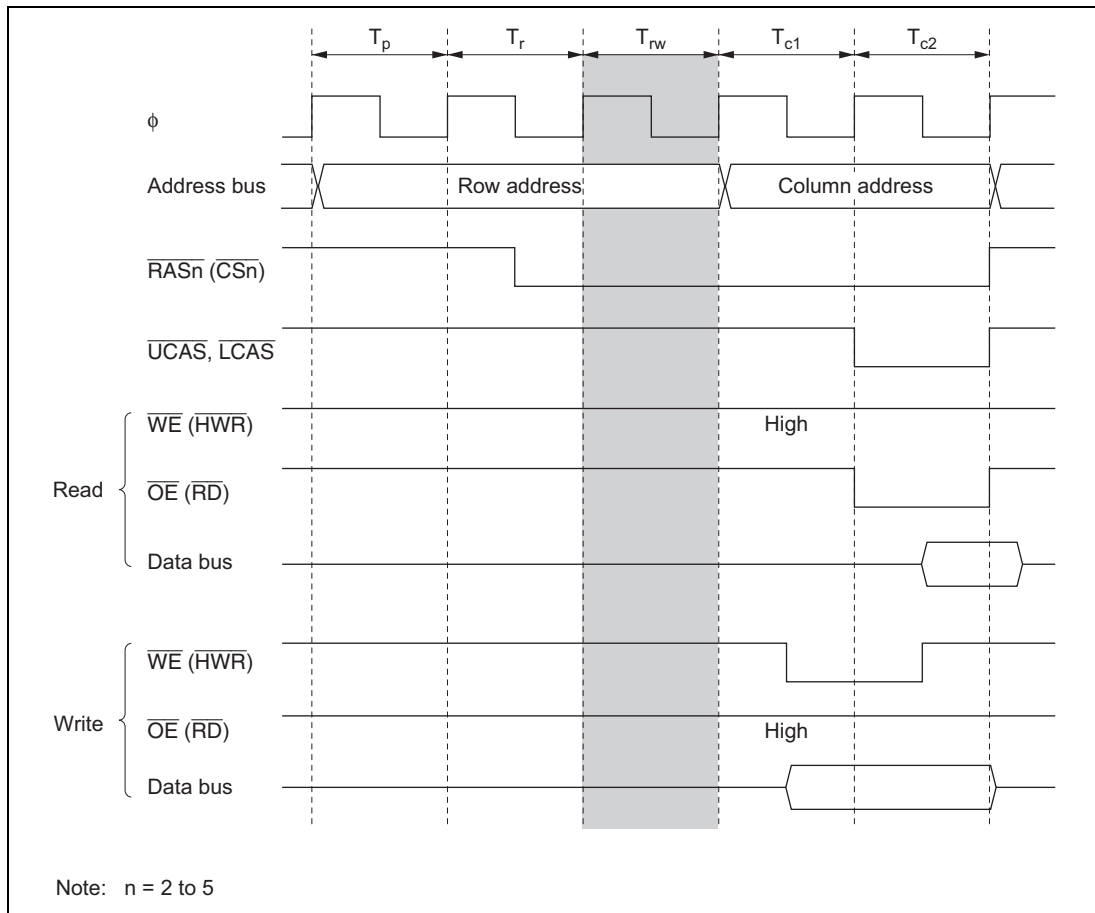 Tp Tr Trw Tc1 Tc2
ϕ
Address bus Row address Column address
RASn (CSn)
UCAS, LCAS
WE (HWR) High
Read OE (RD)
Data bus
WE (HWR)
Write OE (RD) High
Data bus
Note: n = 2 to 5